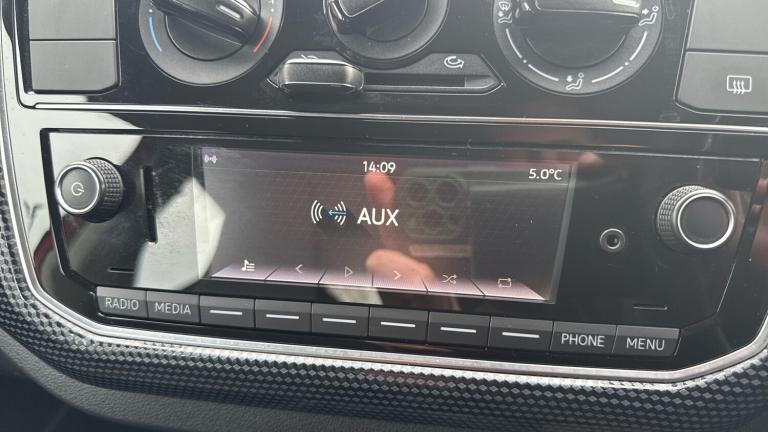 14:09
5.0°C
AUX
RADIO MEDIA PHONE MENU